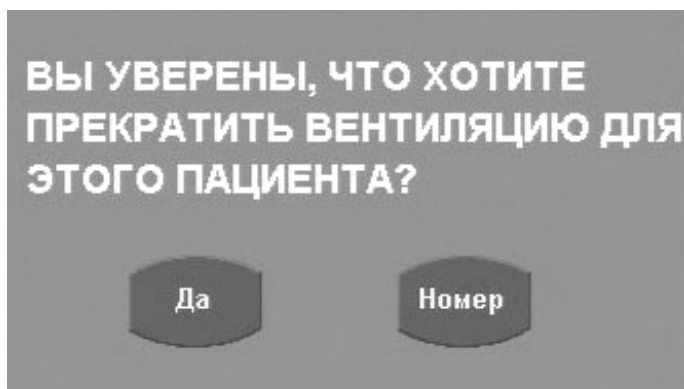 ВЫ УВЕРЕНЫ, ЧТО ХОТИТЕ
ПРЕКРАТИТЬ ВЕНТИЛЯЦИЮ ДЛЯ
ЭТОГО ПАЦИЕНТА?
Да
Номер